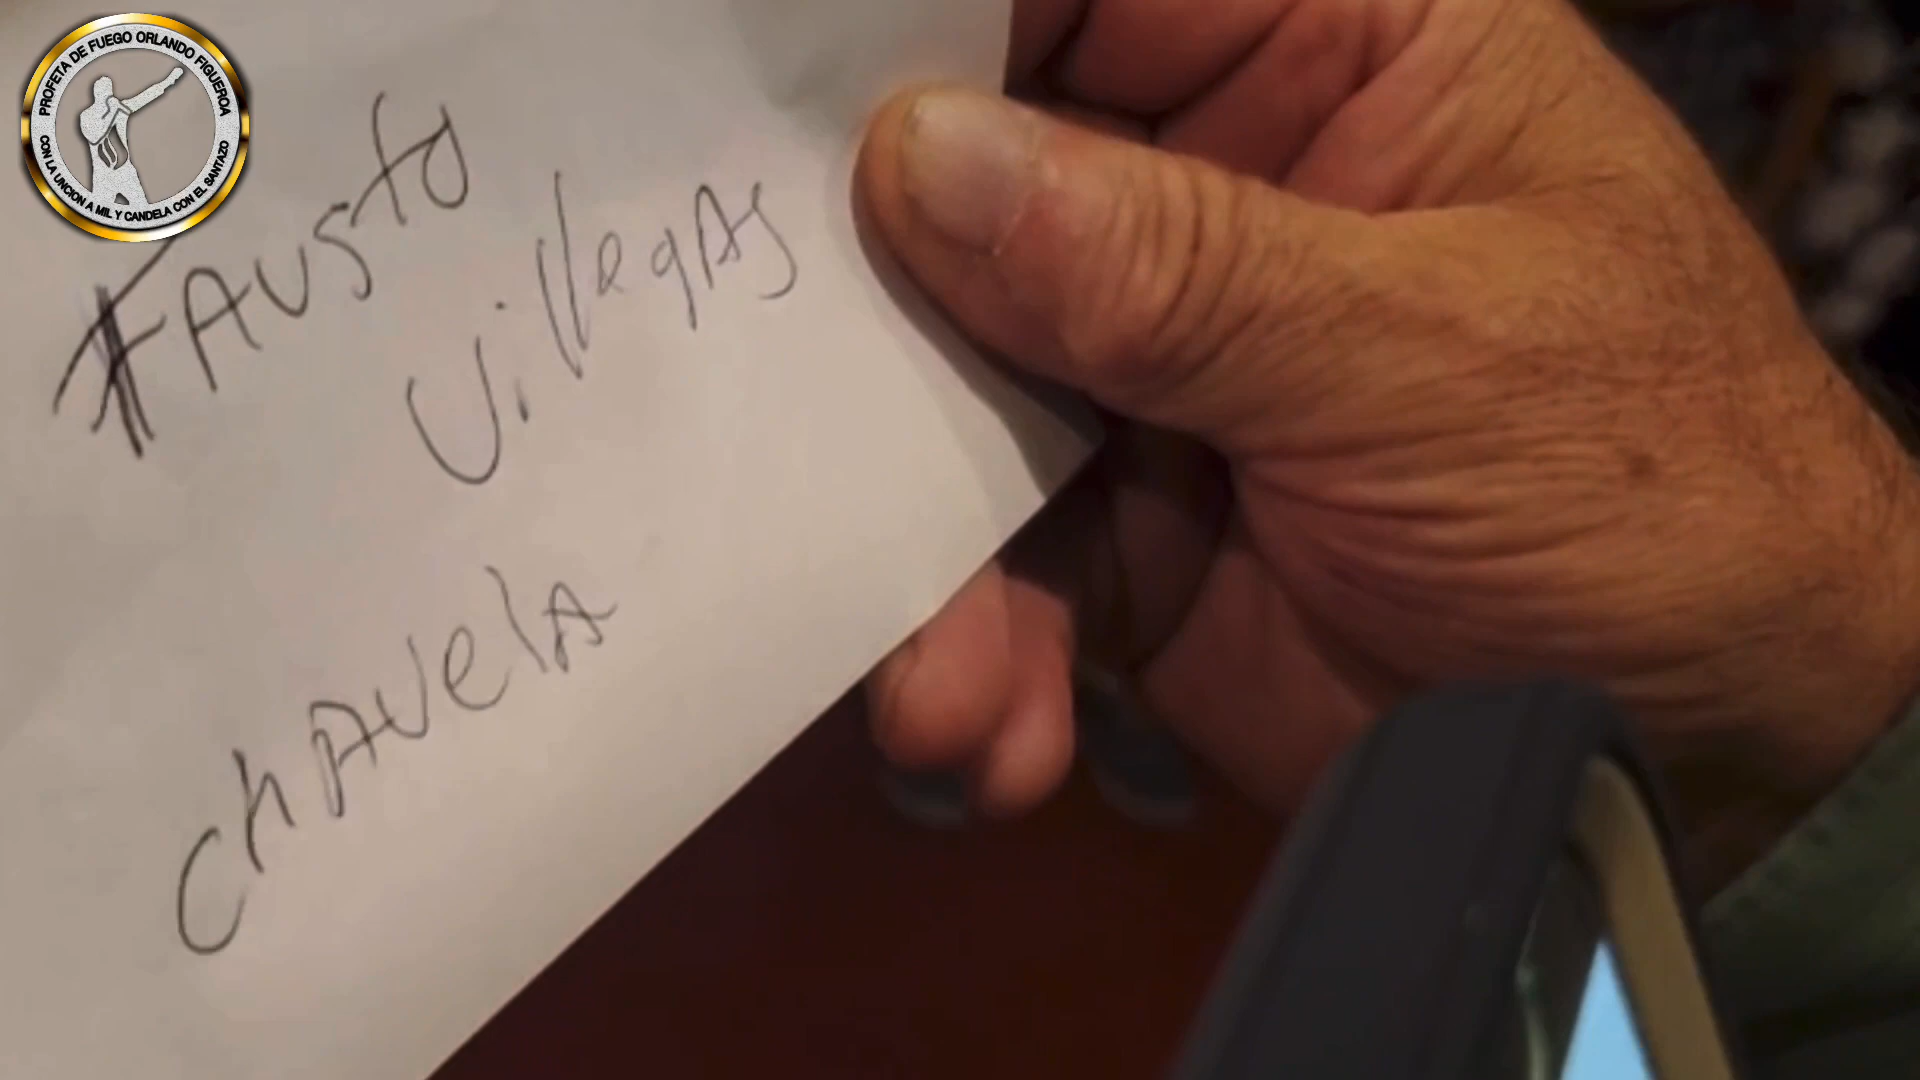 PROFETA DE FUEGO ORLANDO FIGUEROA
CON LA UNCION A MIL Y CANDELA CON EL SANTAZO
FAusto
villegAs
chAvelA